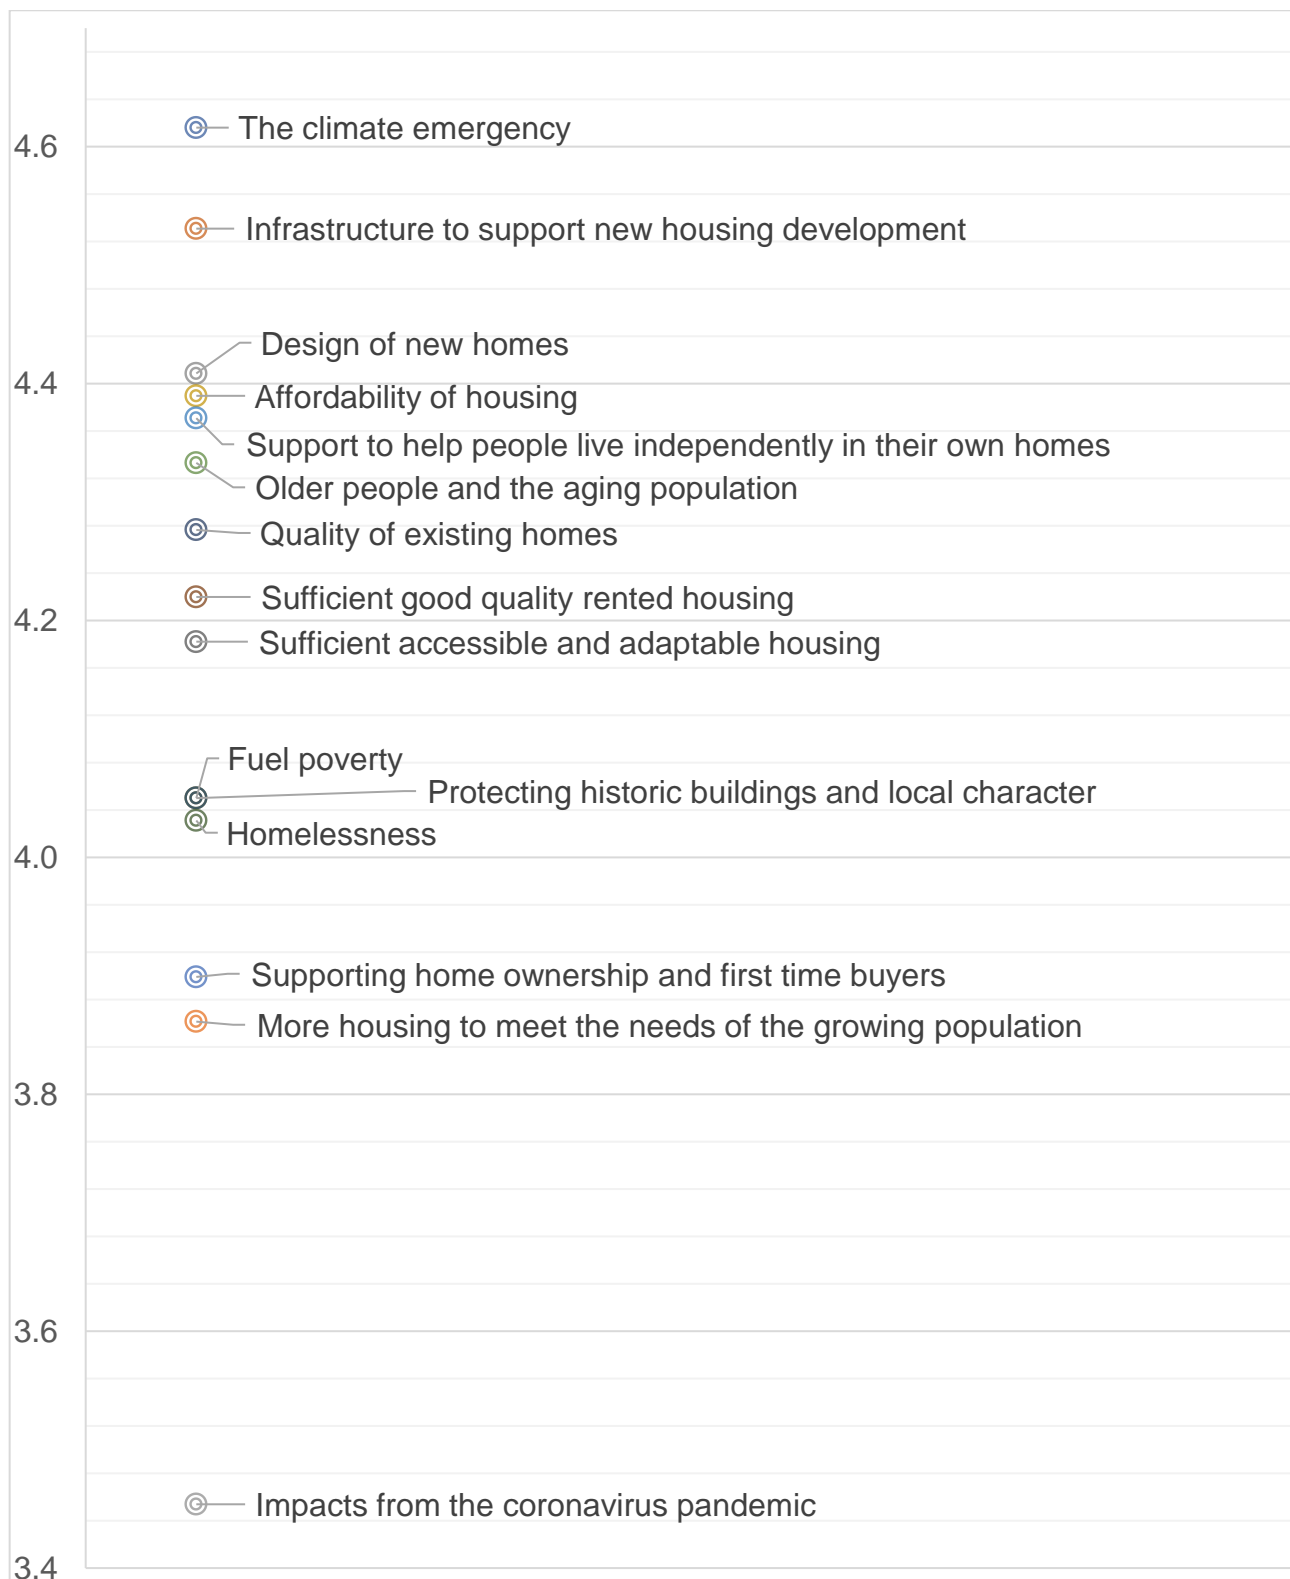 The climate emergency
4.6
Infrastructure to support new housing development
Design of new homes
4.4
Affordability of housing
Support to help people live independently in their own homes
Older people and the aging population
Quality of existing homes
Sufficient good quality rented housing
4.2
Sufficient accessible and adaptable housing
Fuel poverty
Protecting historic buildings and local character
Homelessness
4.0
Supporting home ownership and first time buyers
More housing to meet the needs of the growing population
3.8
3.6
Impacts from the coronavirus pandemic
3.4